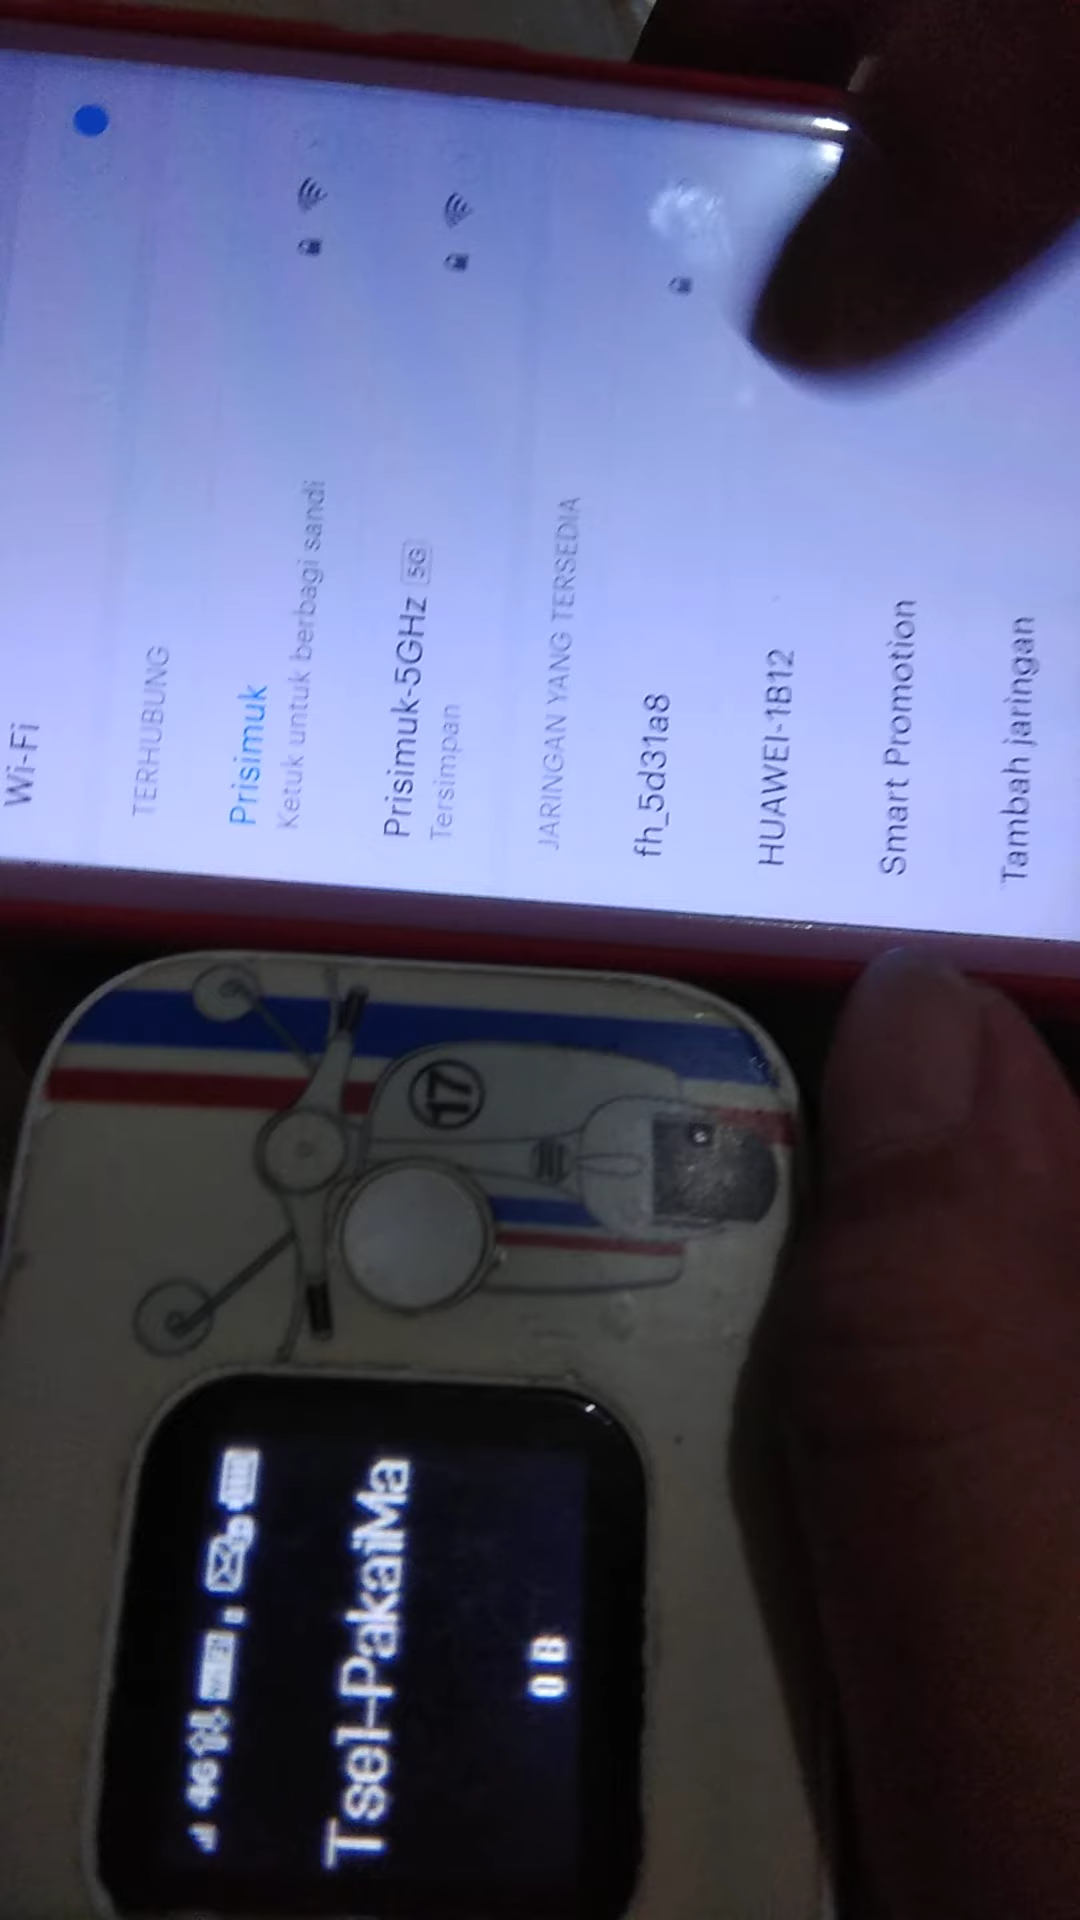 Wi-Fi
TERHUBUNG
Prisimuk
Ketuk untuk berbagi sandi
Prisimuk-5GHz 5G
Tersimpan
JARINGAN YANG TERSEDIA
fh_5d31a8
HUAWEI-1B12
Smart Promotion
Tambah jaringan
17
4G
Tsel-PakaiMa
0 B